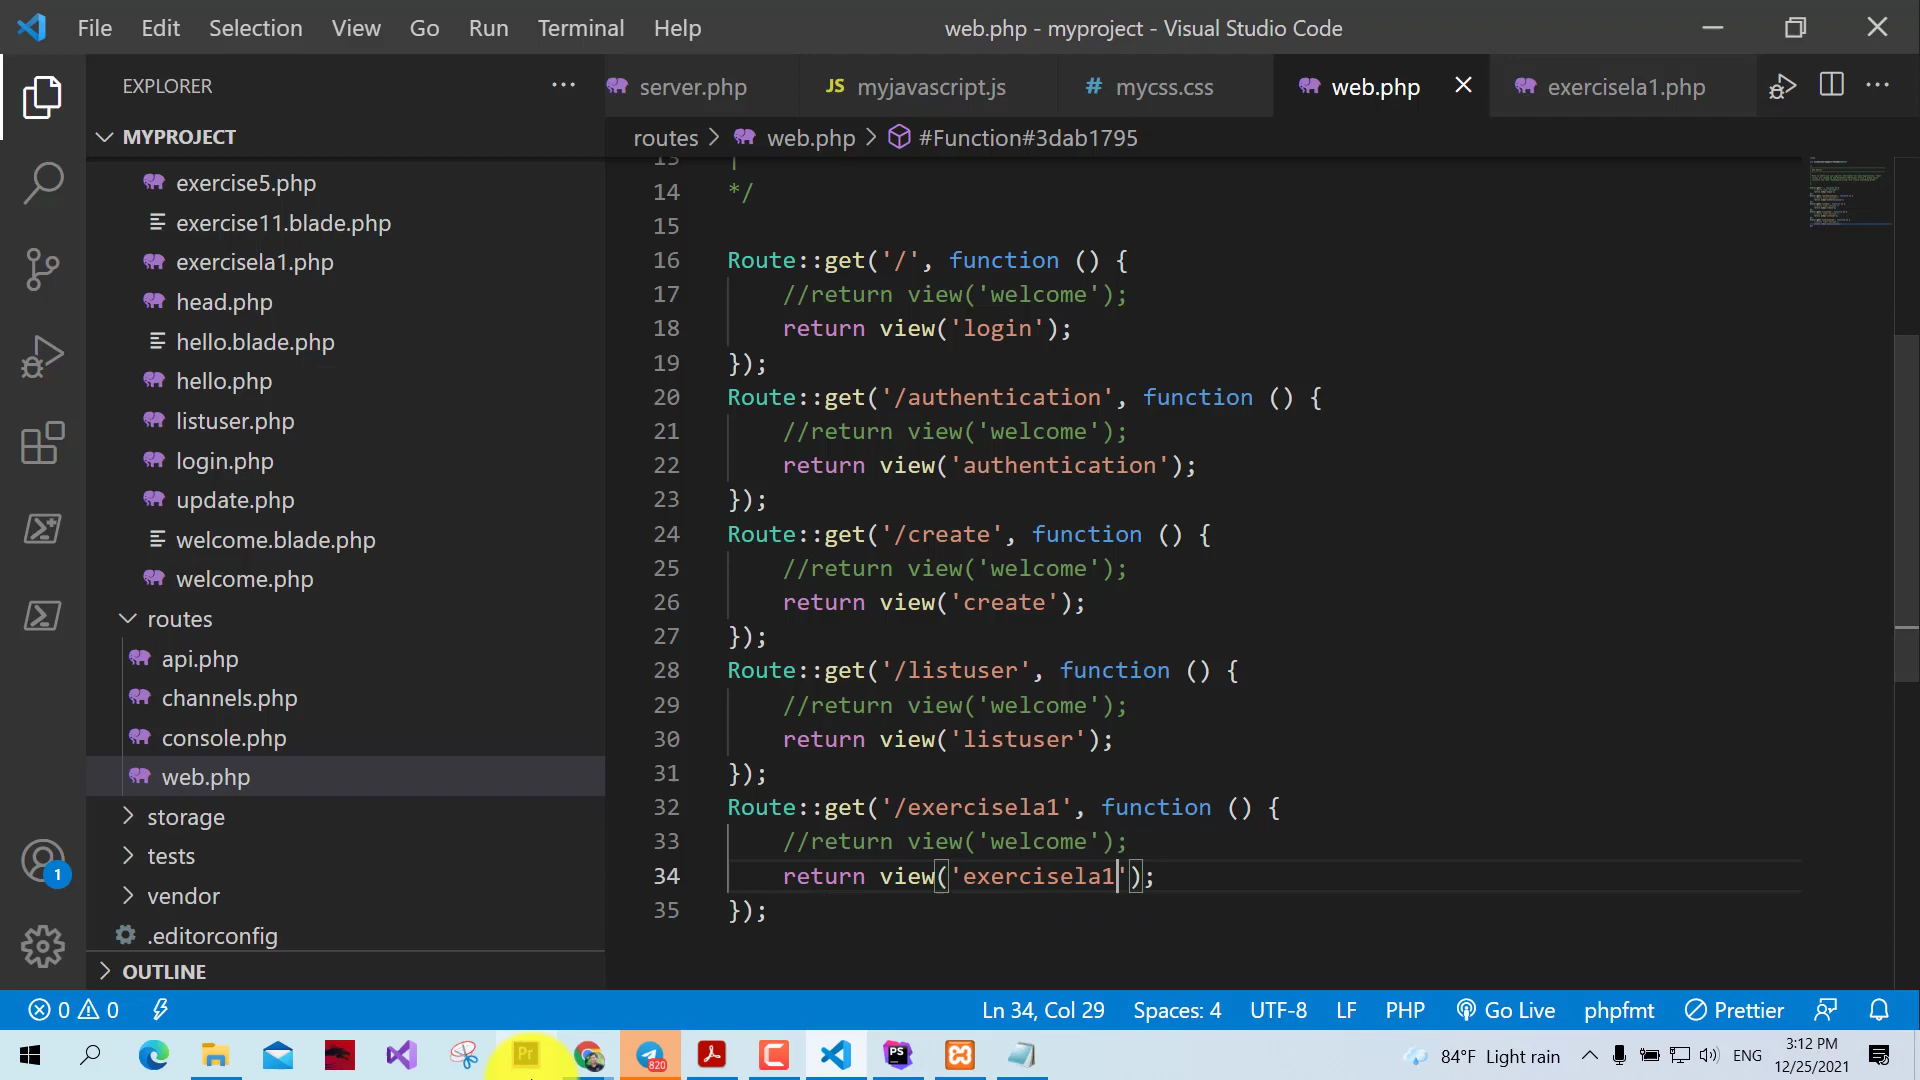 File Edit Selection View Go Run Terminal Help
web.php - myproject - Visual Studio Code
EXPLORER
server.php
JS myjavascript.js
# mycss.css
web.php
exercisela1.php
MYPROJECT
routes > web.php > #Function#3dab1795
exercise5.php
exercise11.blade.php
exercisela1.php
head.php
hello.blade.php
hello.php
listuser.php
login.php
update.php
welcome.blade.php
welcome.php
routes
api.php
channels.php
console.php
web.php
storage
tests
vendor
.editorconfig
OUTLINE
1
13 |
14 */
15
16 Route::get('/', function () {
17 //return view('welcome');
18 return view('login');
19 });
20 Route::get('/authentication', function () {
21 //return view('welcome');
22 return view('authentication');
23 });
24 Route::get('/create', function () {
25 //return view('welcome');
26 return view('create');
27 });
28 Route::get('/listuser', function () {
29 //return view('welcome');
30 return view('listuser');
31 });
32 Route::get('/exercisela1', function () {
33 //return view('welcome');
34 return view('exercisela1');
35 });
0 0
Ln 34, Col 29 Spaces: 4 UTF-8 LF PHP Go Live phpfmt Prettier
Pr
820
PS
84°F Light rain
ENG
3:12 PM
12/25/2021